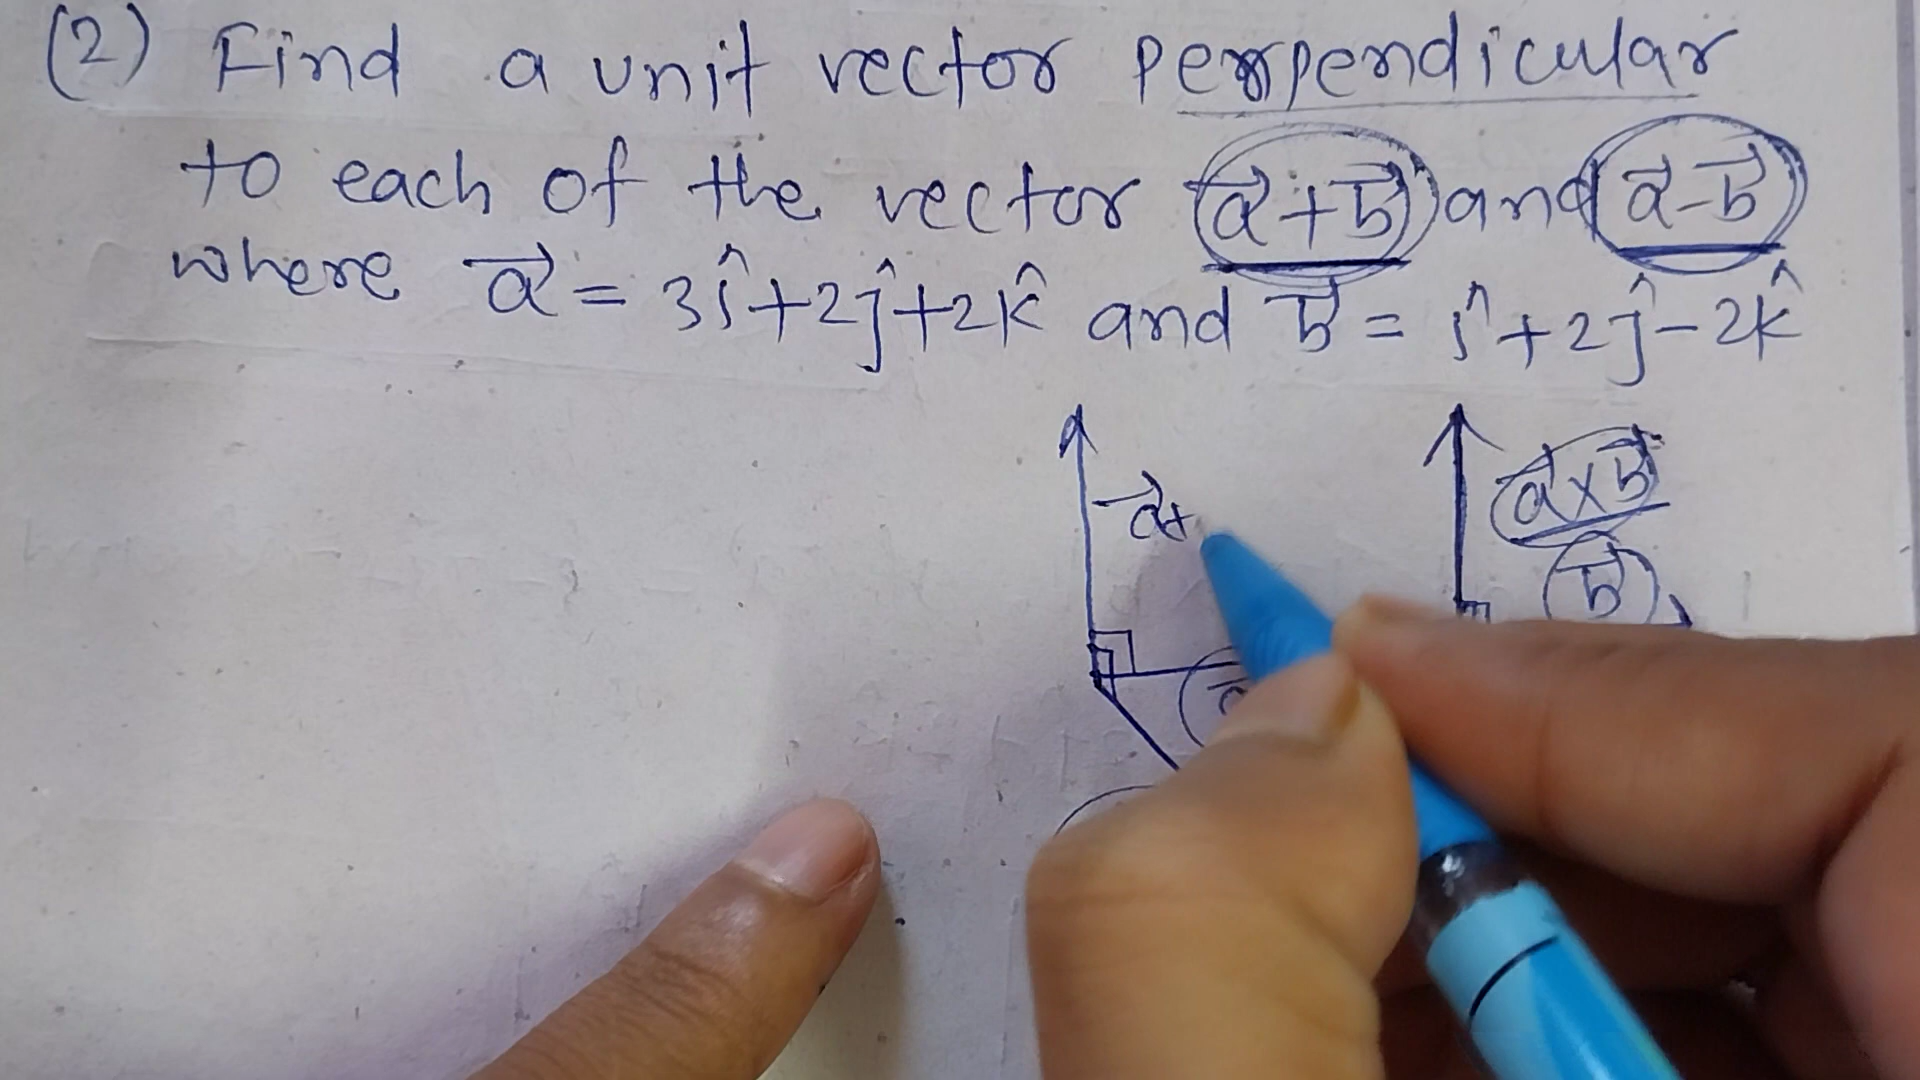 (2) Find a unit vector perpendicular
to each of the vector (a⃗+b⃗) and (a⃗-b⃗)
where a⃗ = 3î+2ĵ+2k̂ and b⃗ = î+2ĵ-2k̂
a⃗+
a⃗×b⃗
b⃗